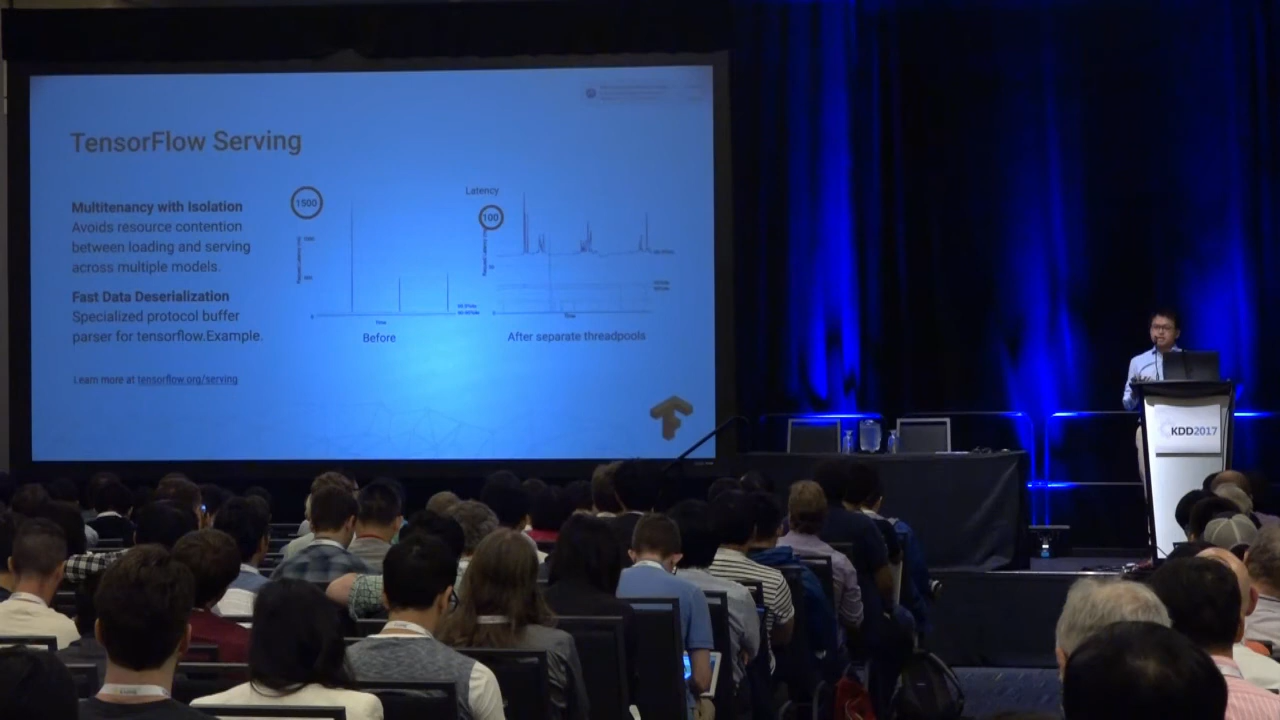 TensorFlow Serving
Multitenancy with Isolation
Avoids resource contention
between loading and serving
across multiple models.
Fast Data Deserialization
Specialized protocol buffer
parser for tensorflow.Example.
Learn more at tensorflow.org/serving
1500
Time
Before
Latency
100
Time
After separate threadpools
KDD2017